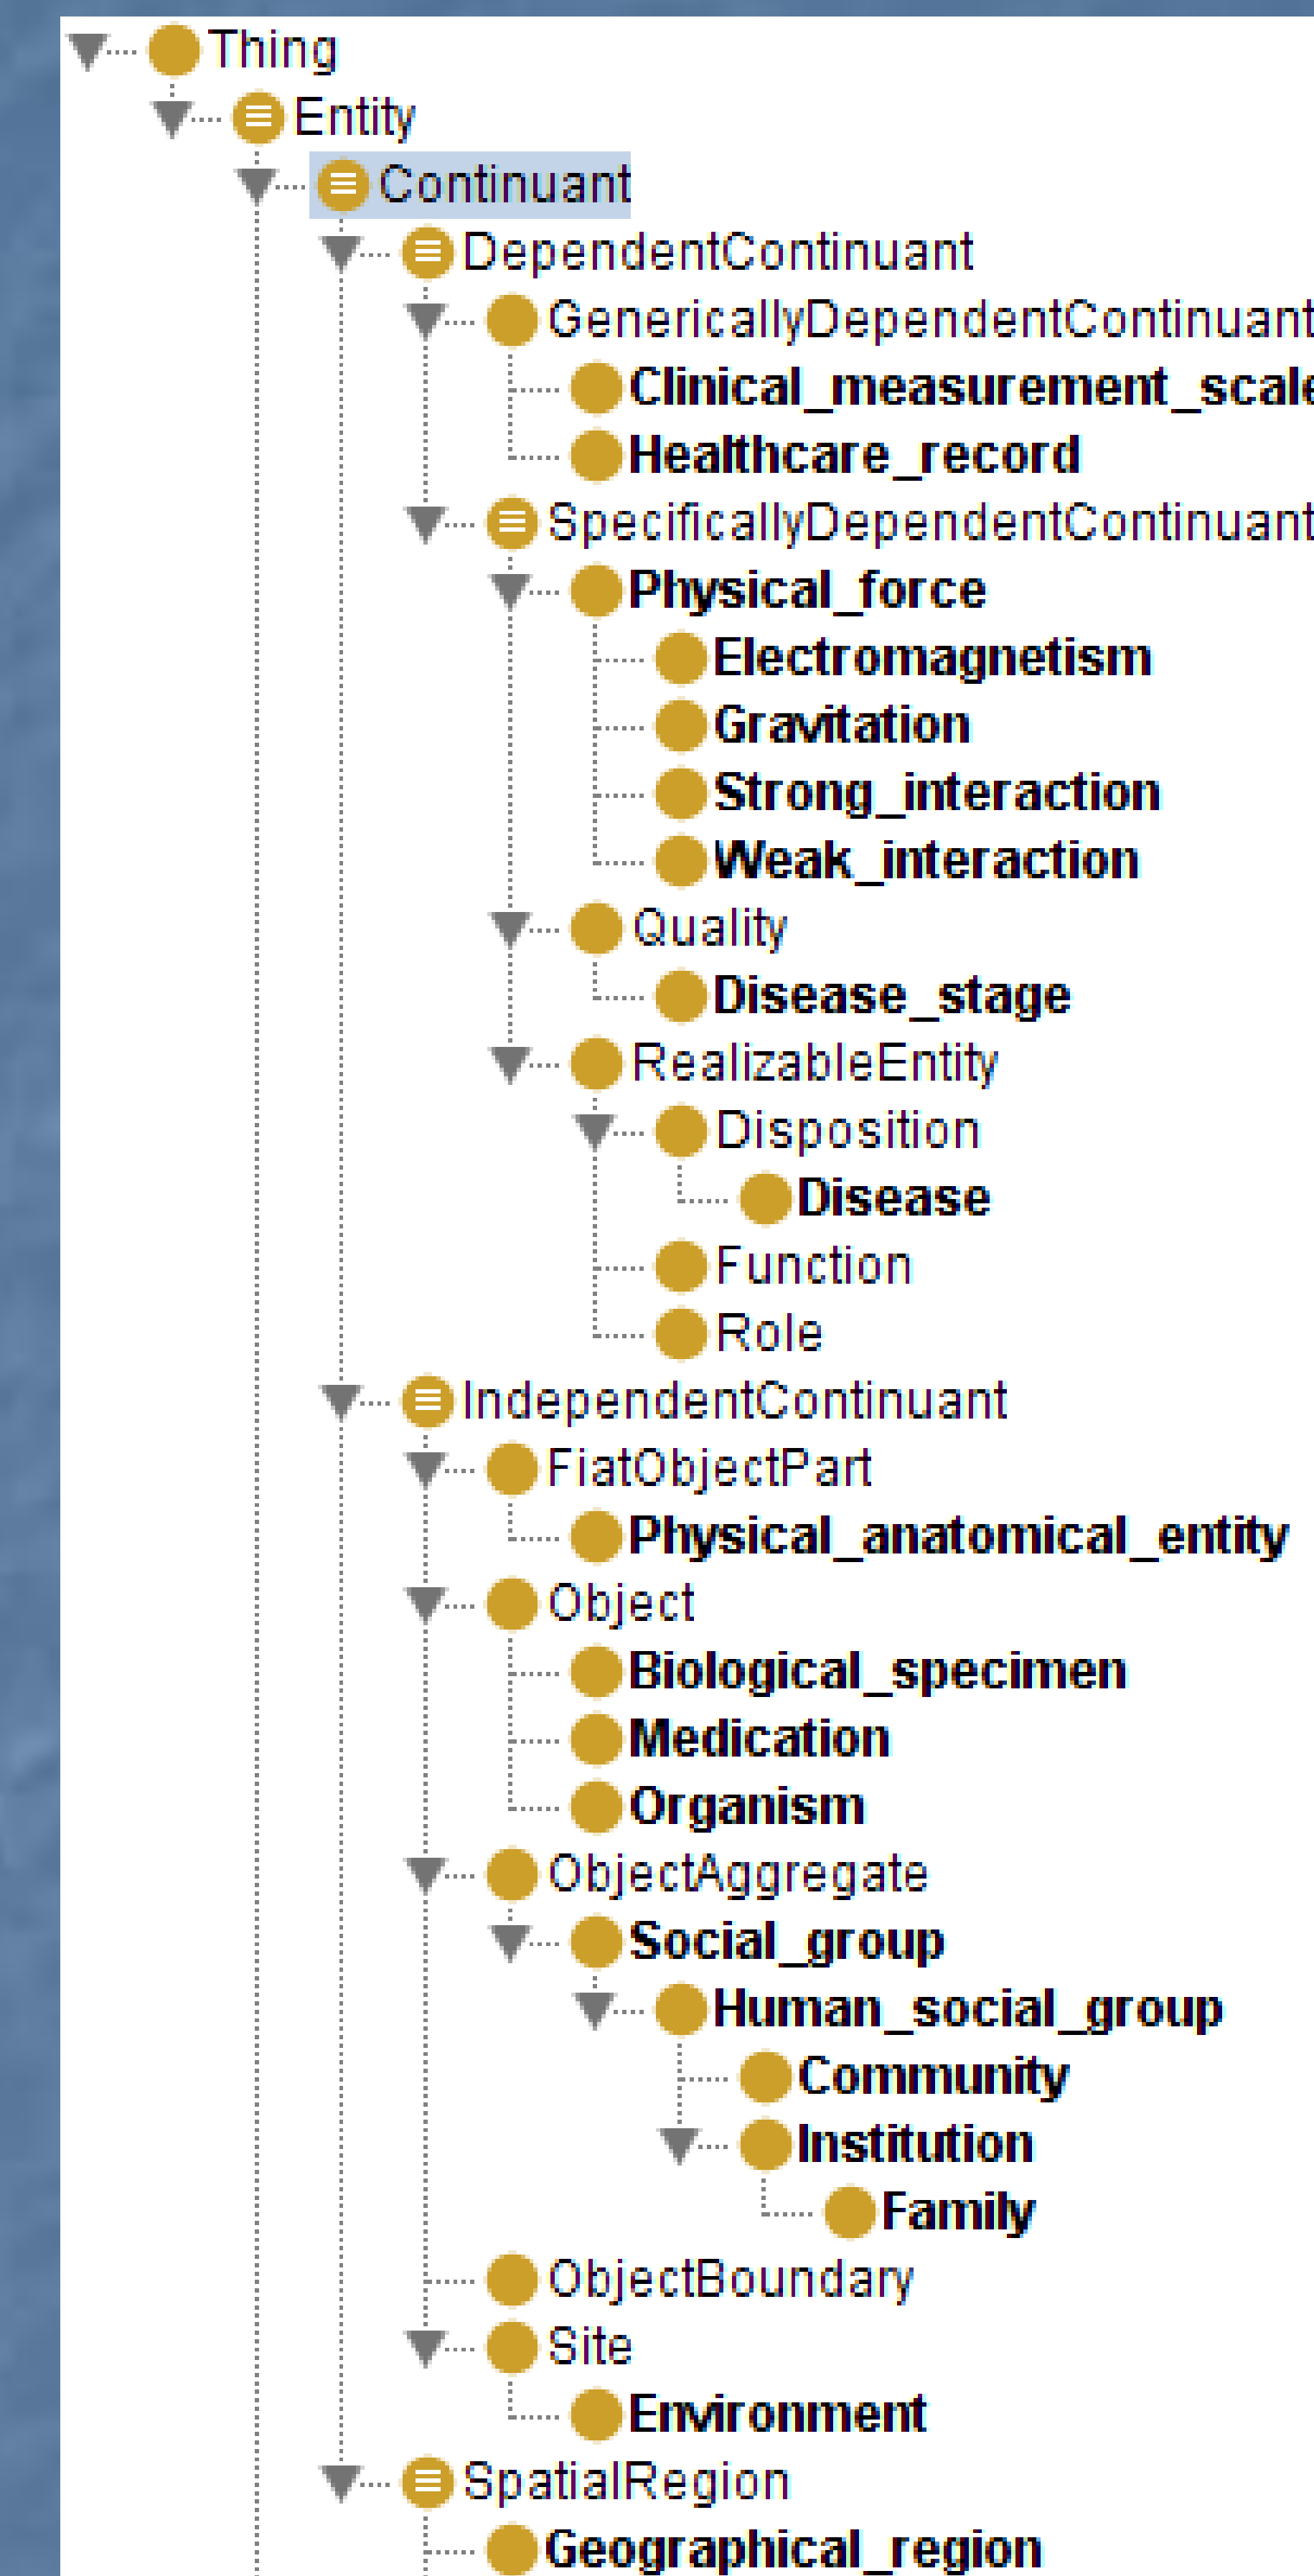 Thing
Entity
Continuant
DependentContinuant
GenericallyDependentContinuant
Clinical_measurement_scale
Healthcare_record
SpecificallyDependentContinuant
Physical_force
Electromagnetism
Gravitation
Strong_interaction
Weak_interaction
Quality
Disease_stage
RealizableEntity
Disposition
Disease
Function
Role
IndependentContinuant
FiatObjectPart
Physical_anatomical_entity
Object
Biological_specimen
Medication
Organism
ObjectAggregate
Social_group
Human_social_group
Community
Institution
Family
ObjectBoundary
Site
Environment
SpatialRegion
Geographical_region